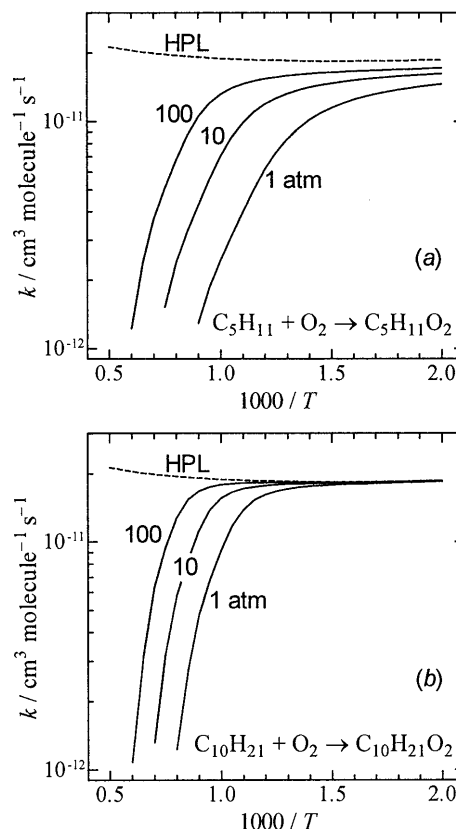 HPL
100
10
1 atm
(a)
C₅H₁₁ + O₂ → C₅H₁₁O₂
10⁻¹¹
10⁻¹²
k / cm³ molecule⁻¹ s⁻¹
0.5 1.0 1.5 2.0
1000 / T
HPL
100
10
1 atm
(b)
C₁₀H₂₁ + O₂ → C₁₀H₂₁O₂
10⁻¹¹
10⁻¹²
k / cm³ molecule⁻¹ s⁻¹
0.5 1.0 1.5 2.0
1000 / T